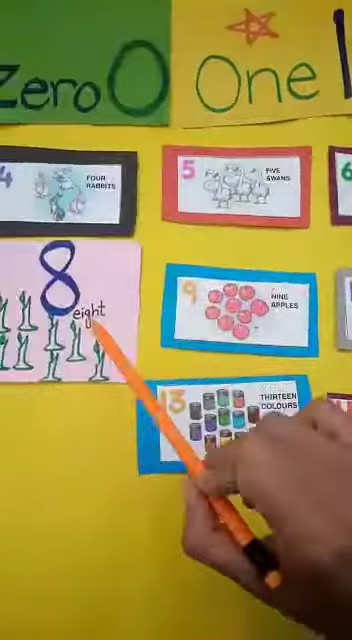 Zero 0
One 1
4 FOUR
RABBITS
5 FIVE
SWANS
6
8
eight
9 NINE
APPLES
13 THIRTEEN
COLOURS